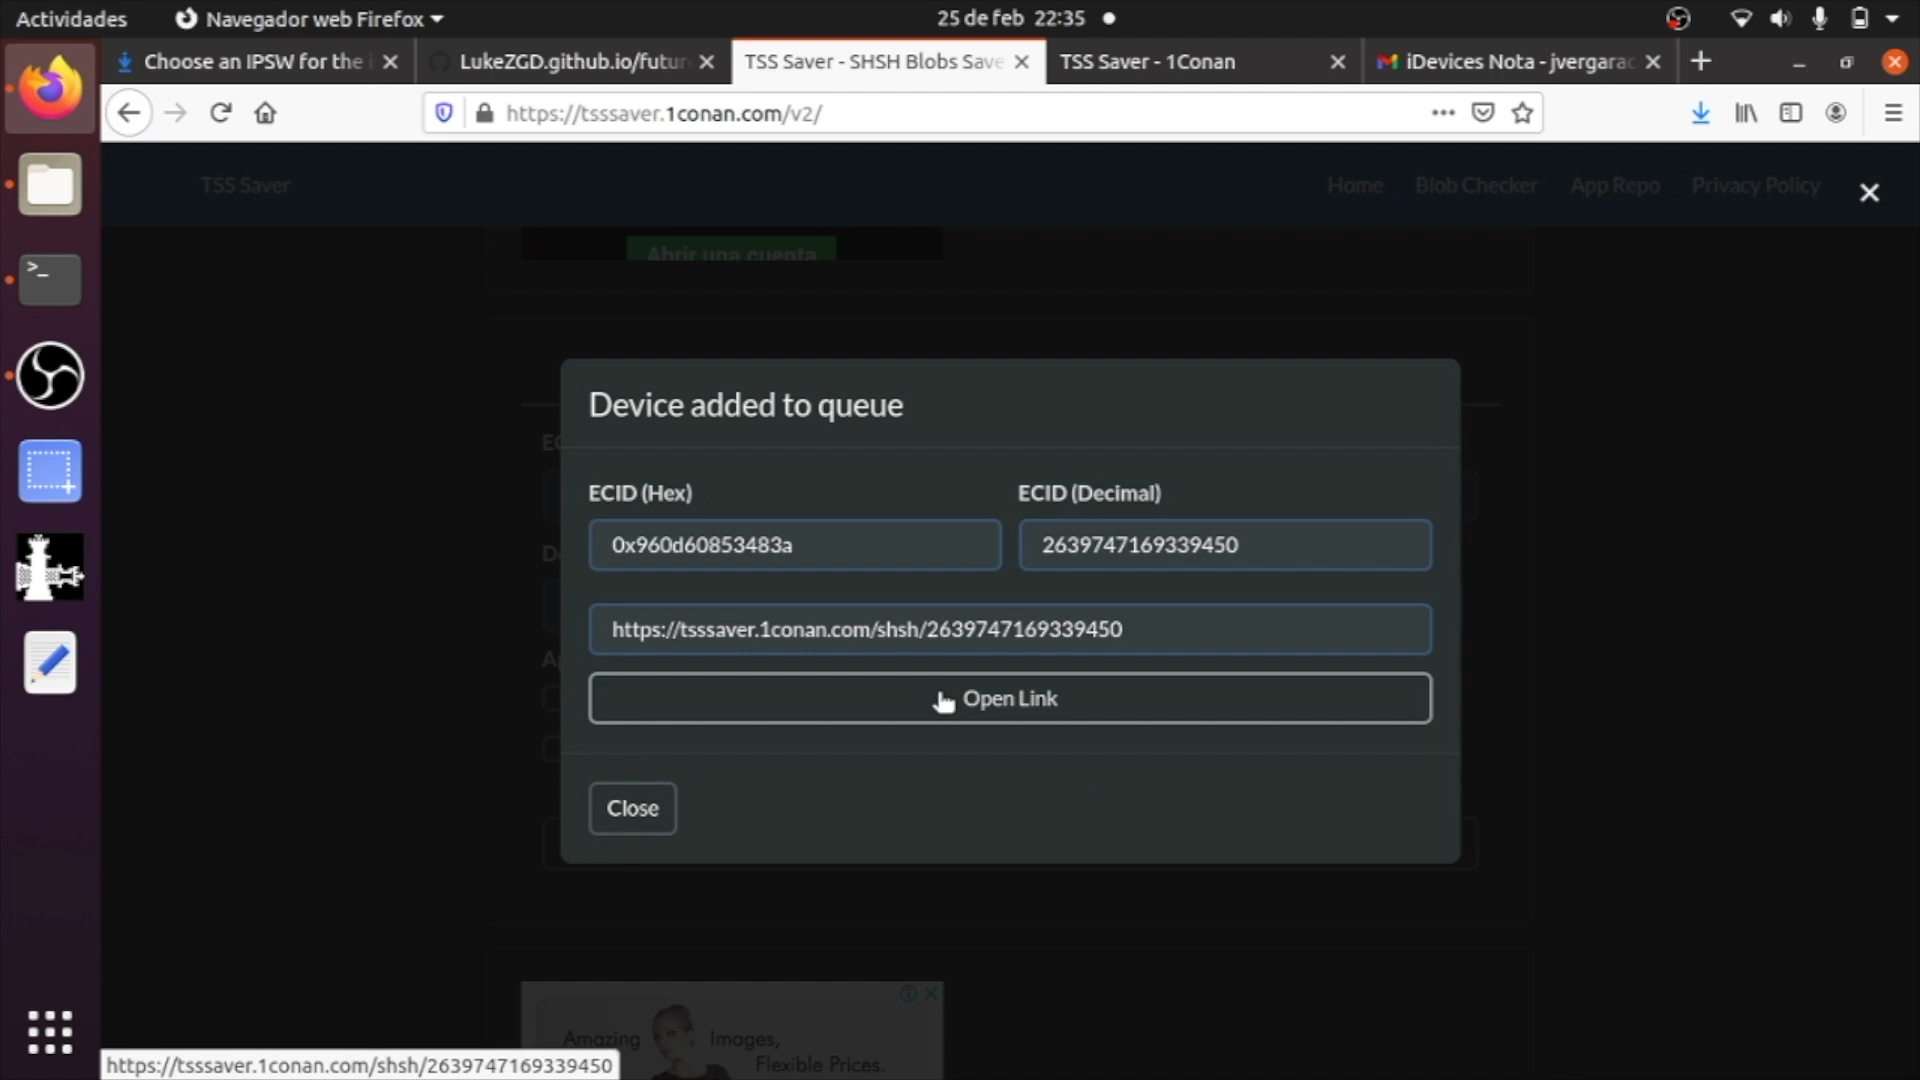 Actividades
Navegador web Firefox
25 de feb 22:35
Choose an IPSW for the i
LukeZGD.github.io/futur
TSS Saver - SHSH Blobs Save
TSS Saver - 1Conan
iDevices Nota - jvergarac
https://tsssaver.1conan.com/v2/
TSS Saver
Home
Blob Checker
App Repo
Privacy Policy
Abrir una cuenta
Device added to queue
ECID (Hex)
ECID (Decimal)
0x960d60853483a
2639747169339450
https://tsssaver.1conan.com/shsh/2639747169339450
Open Link
Close
Amazing Images,
Flexible Prices.
https://tsssaver.1conan.com/shsh/2639747169339450